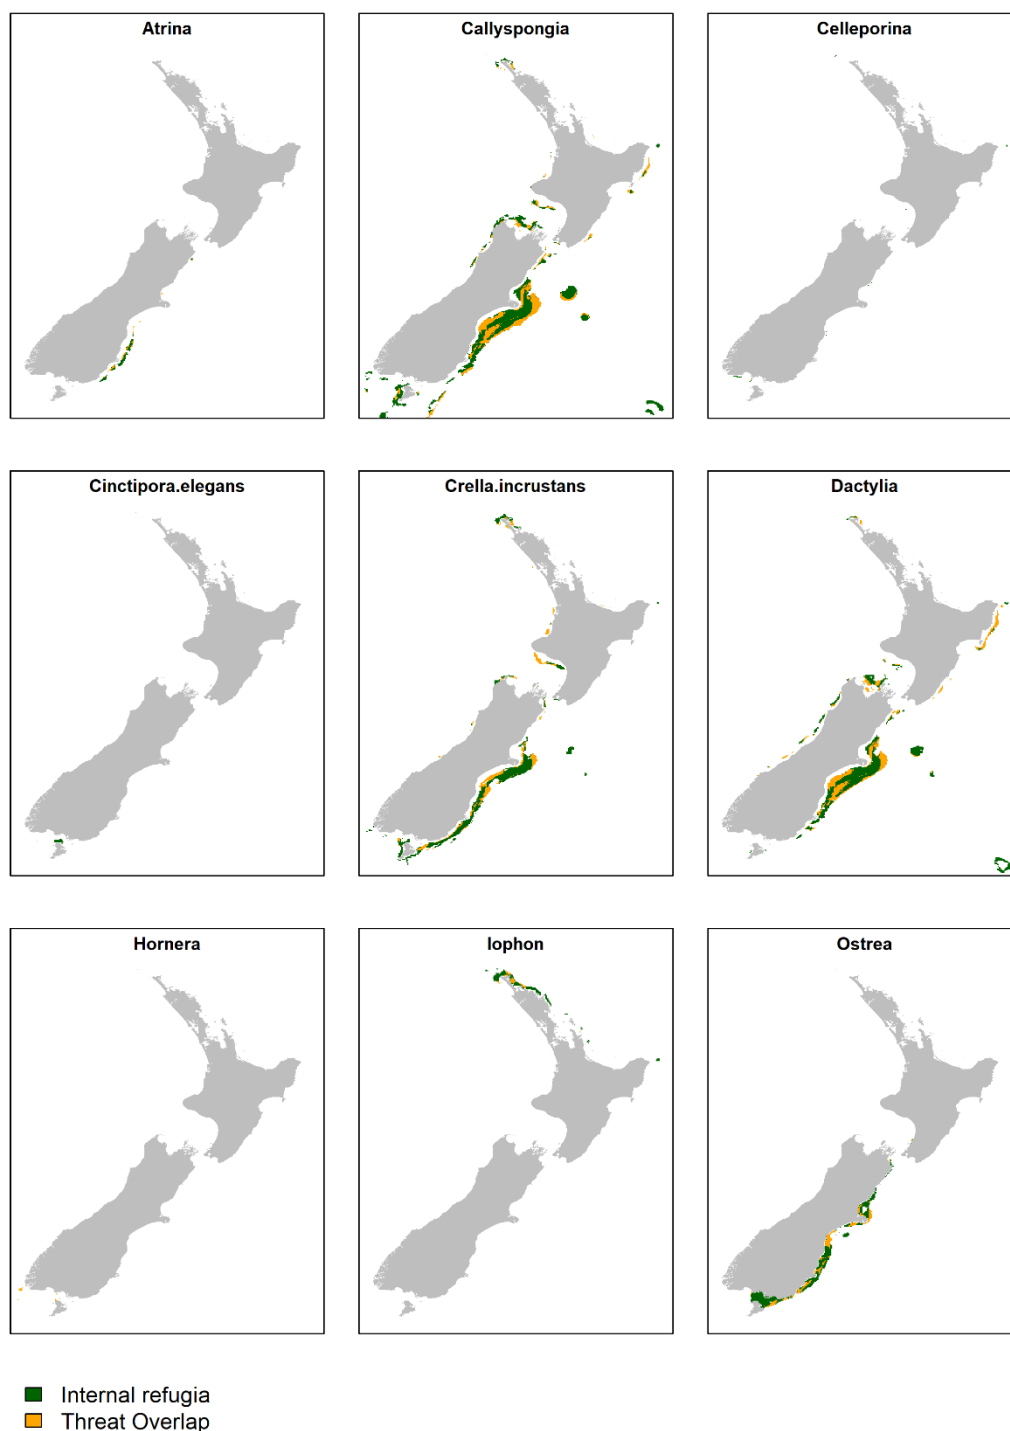 Atrina
Callyspongia
Celleporina
Cinctipora.elegans
Crella.incrustans
Dactylia
Hornera
Iophon
Ostrea
Internal refugia
Threat Overlap